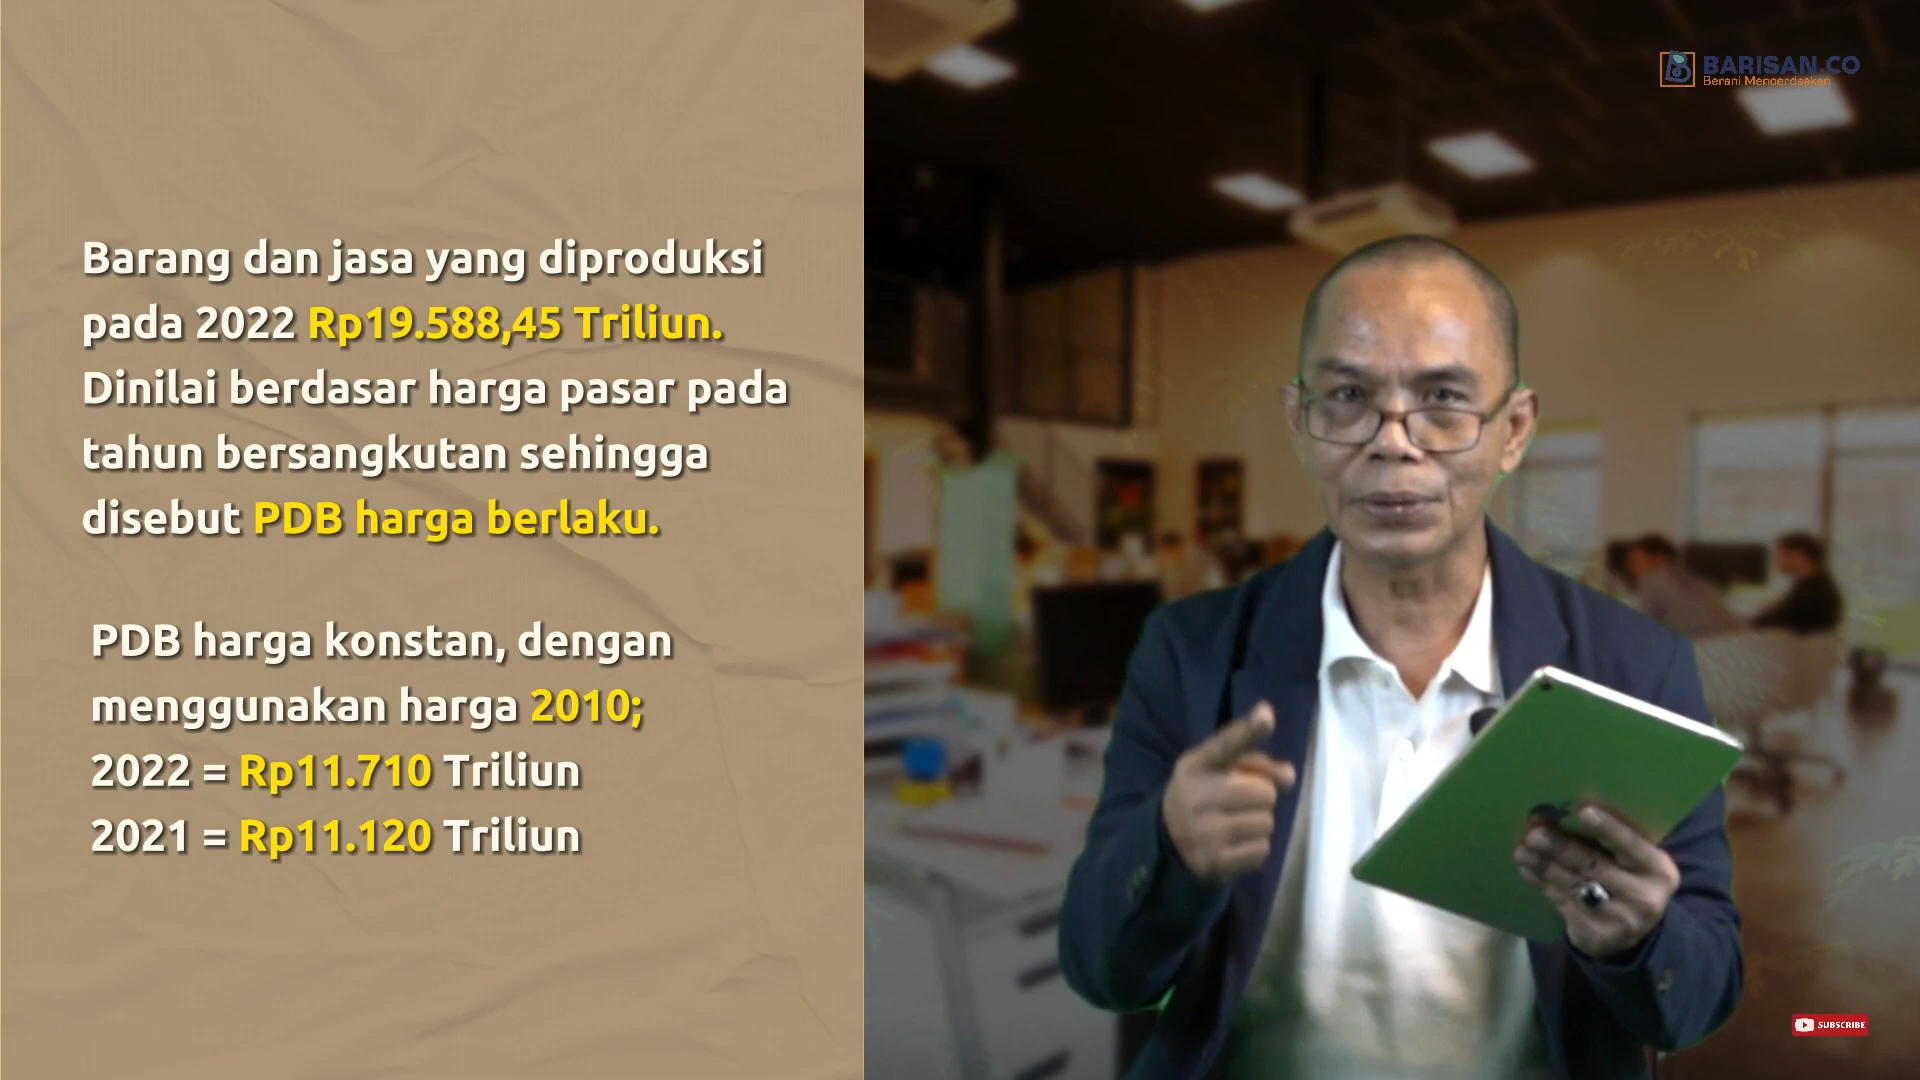 Barang dan jasa yang diproduksi
pada 2022 Rp19.588,45 Triliun.
Dinilai berdasar harga pasar pada
tahun bersangkutan sehingga
disebut PDB harga berlaku.
PDB harga konstan, dengan
menggunakan harga 2010;
2022 = Rp11.710 Triliun
2021 = Rp11.120 Triliun
BARISAN.CO
Berani Mencerdaskan
SUBSCRIBE